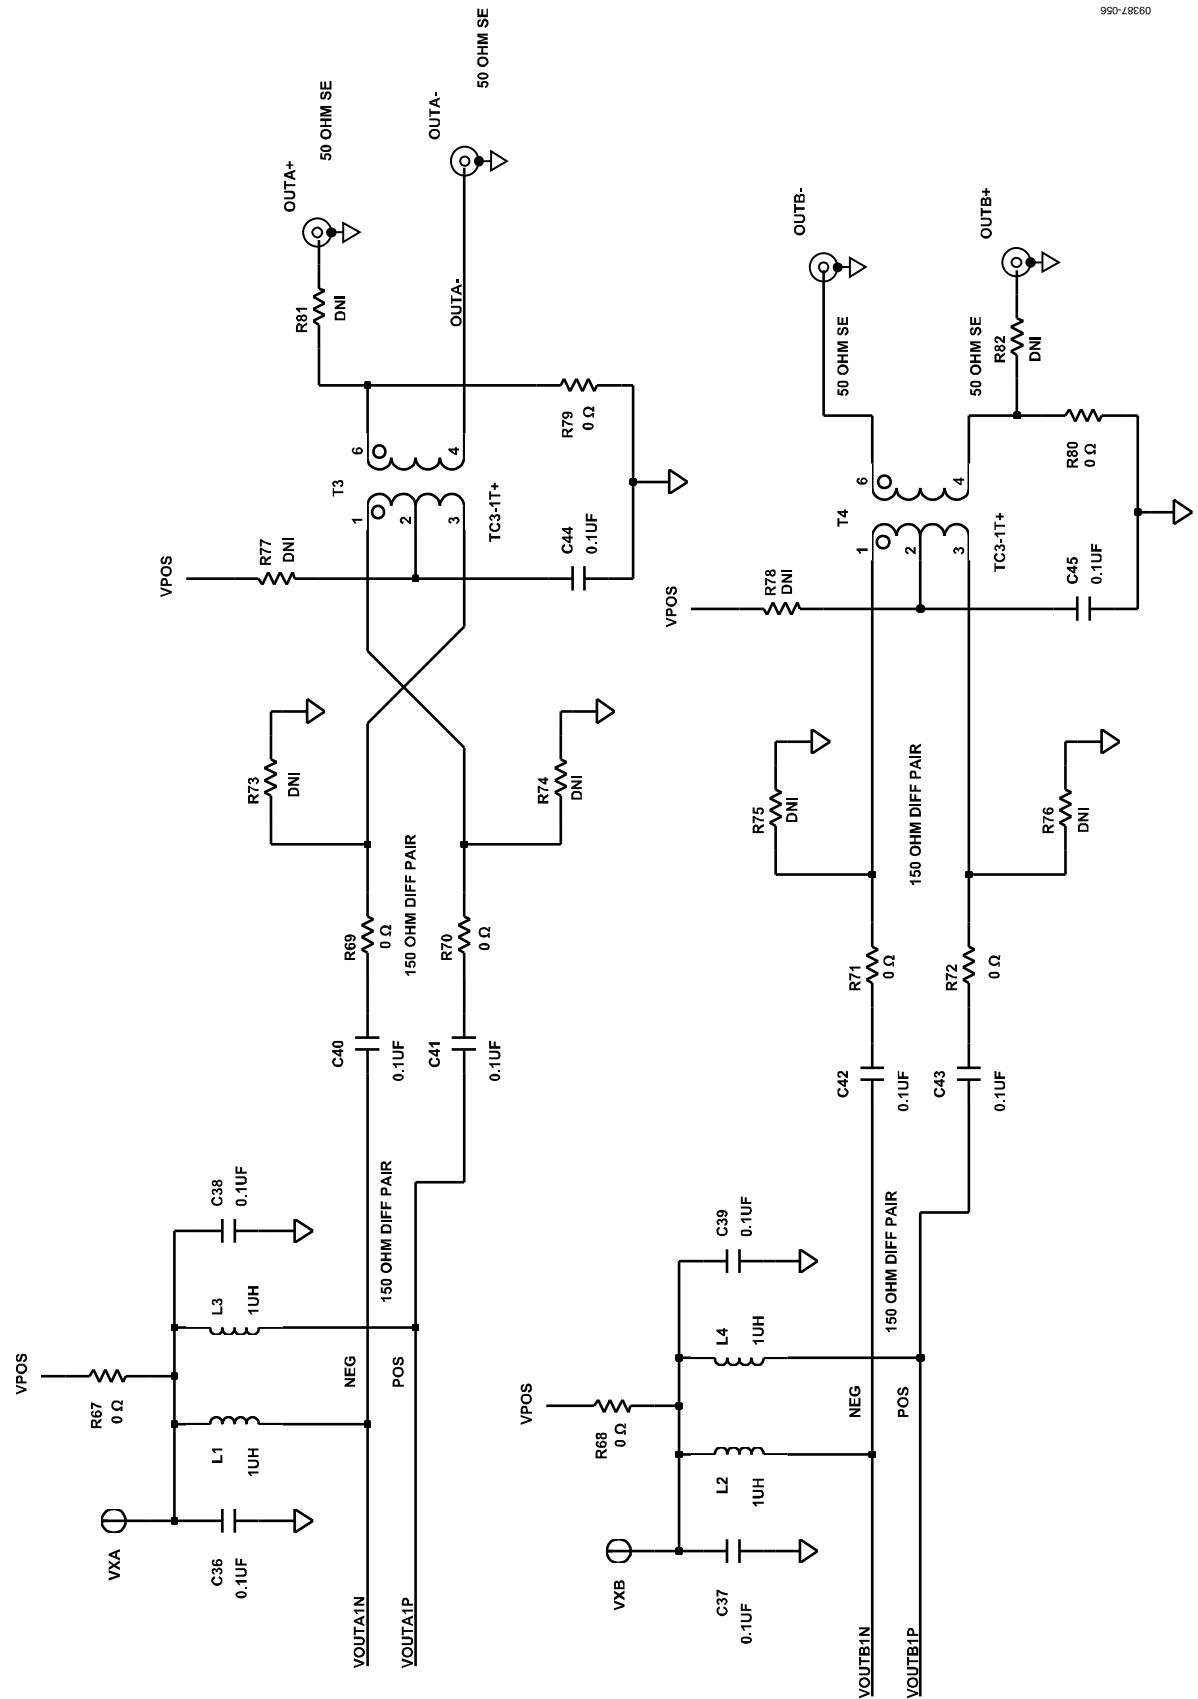 09387-056
VPOS
R67
0 Ω
VXA
C36
0.1UF
L1
1UH
L3
1UH
C38
0.1UF
VOUTA1N
VOUTA1P
NEG
POS
150 OHM DIFF PAIR
C40
0.1UF
C41
0.1UF
R69
0 Ω
R70
0 Ω
150 OHM DIFF PAIR
R73
DNI
R74
DNI
VPOS
R77
DNI
C44
0.1UF
T3
1
2
3
6
4
TC3-1T+
R79
0 Ω
R81
DNI
OUTA+
50 OHM SE
OUTA-
OUTA-
50 OHM SE
VPOS
R68
0 Ω
VXB
C37
0.1UF
L2
1UH
L4
1UH
C39
0.1UF
VOUTB1N
VOUTB1P
NEG
POS
150 OHM DIFF PAIR
C42
0.1UF
C43
0.1UF
R71
0 Ω
R72
0 Ω
150 OHM DIFF PAIR
R75
DNI
R76
DNI
VPOS
R78
DNI
C45
0.1UF
T4
1
2
3
6
4
TC3-1T+
R80
0 Ω
50 OHM SE
OUTB-
50 OHM SE
R82
DNI
OUTB+